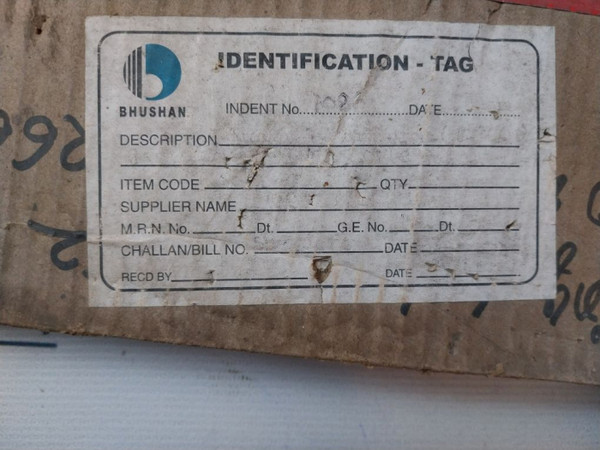 BHUSHAN
IDENTIFICATION - TAG
INDENT No. DATE
DESCRIPTION
ITEM CODE QTY
SUPPLIER NAME
M.R.N. No. Dt. G.E. No. Dt.
CHALLAN/BILL NO. DATE
RECD BY DATE